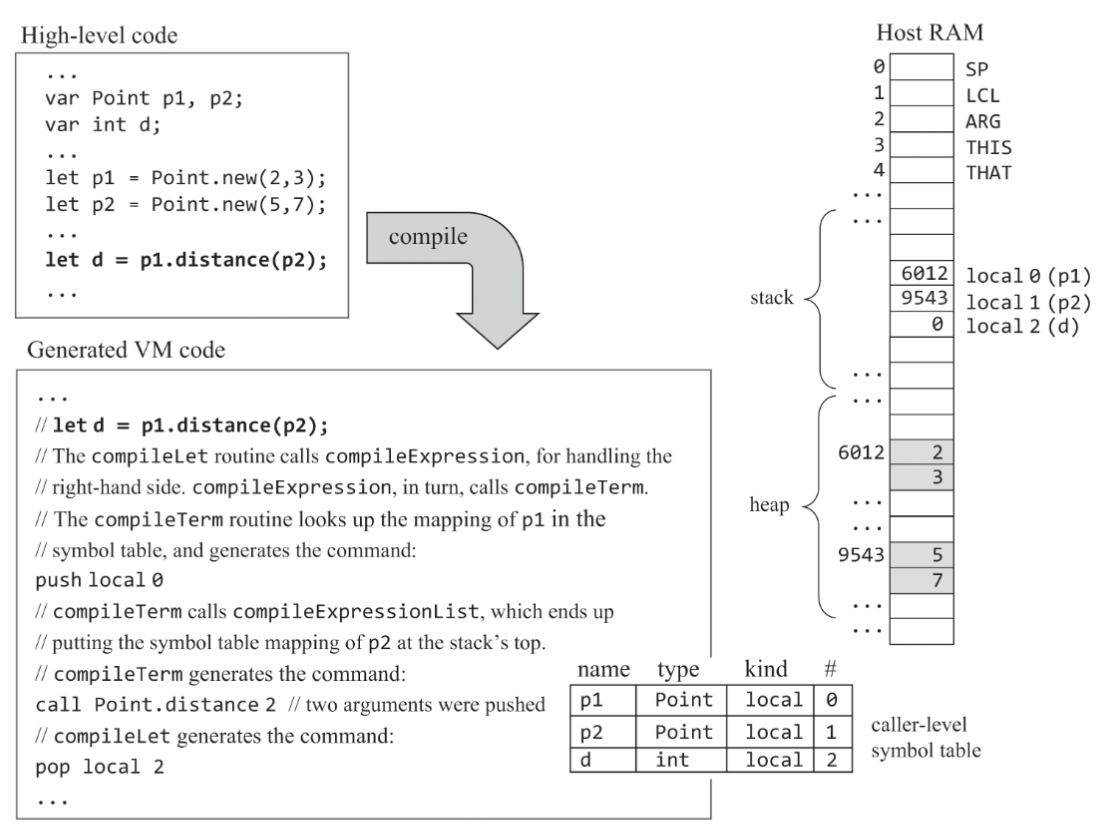 High-level code
...
var Point p1, p2;
var int d;
...
let p1 = Point.new(2,3);
let p2 = Point.new(5,7);
...
let d = p1.distance(p2);
...
compile
Generated VM code
...
// let d = p1.distance(p2);
// The compileLet routine calls compileExpression, for handling the
// right-hand side. compileExpression, in turn, calls compileTerm.
// The compileTerm routine looks up the mapping of p1 in the
// symbol table, and generates the command:
push local 0
// compileTerm calls compileExpressionList, which ends up
// putting the symbol table mapping of p2 at the stack's top.
// compileTerm generates the command:
call Point.distance 2 // two arguments were pushed
// compileLet generates the command:
pop local 2
...
name type kind #
p1 Point local 0
p2 Point local 1
d int local 2
caller-level
symbol table
Host RAM
0 SP
1 LCL
2 ARG
3 THIS
4 THAT
...
...
stack
6012 local 0 (p1)
9543 local 1 (p2)
0 local 2 (d)
...
...
heap
6012 2
3
...
...
9543 5
7
...
...